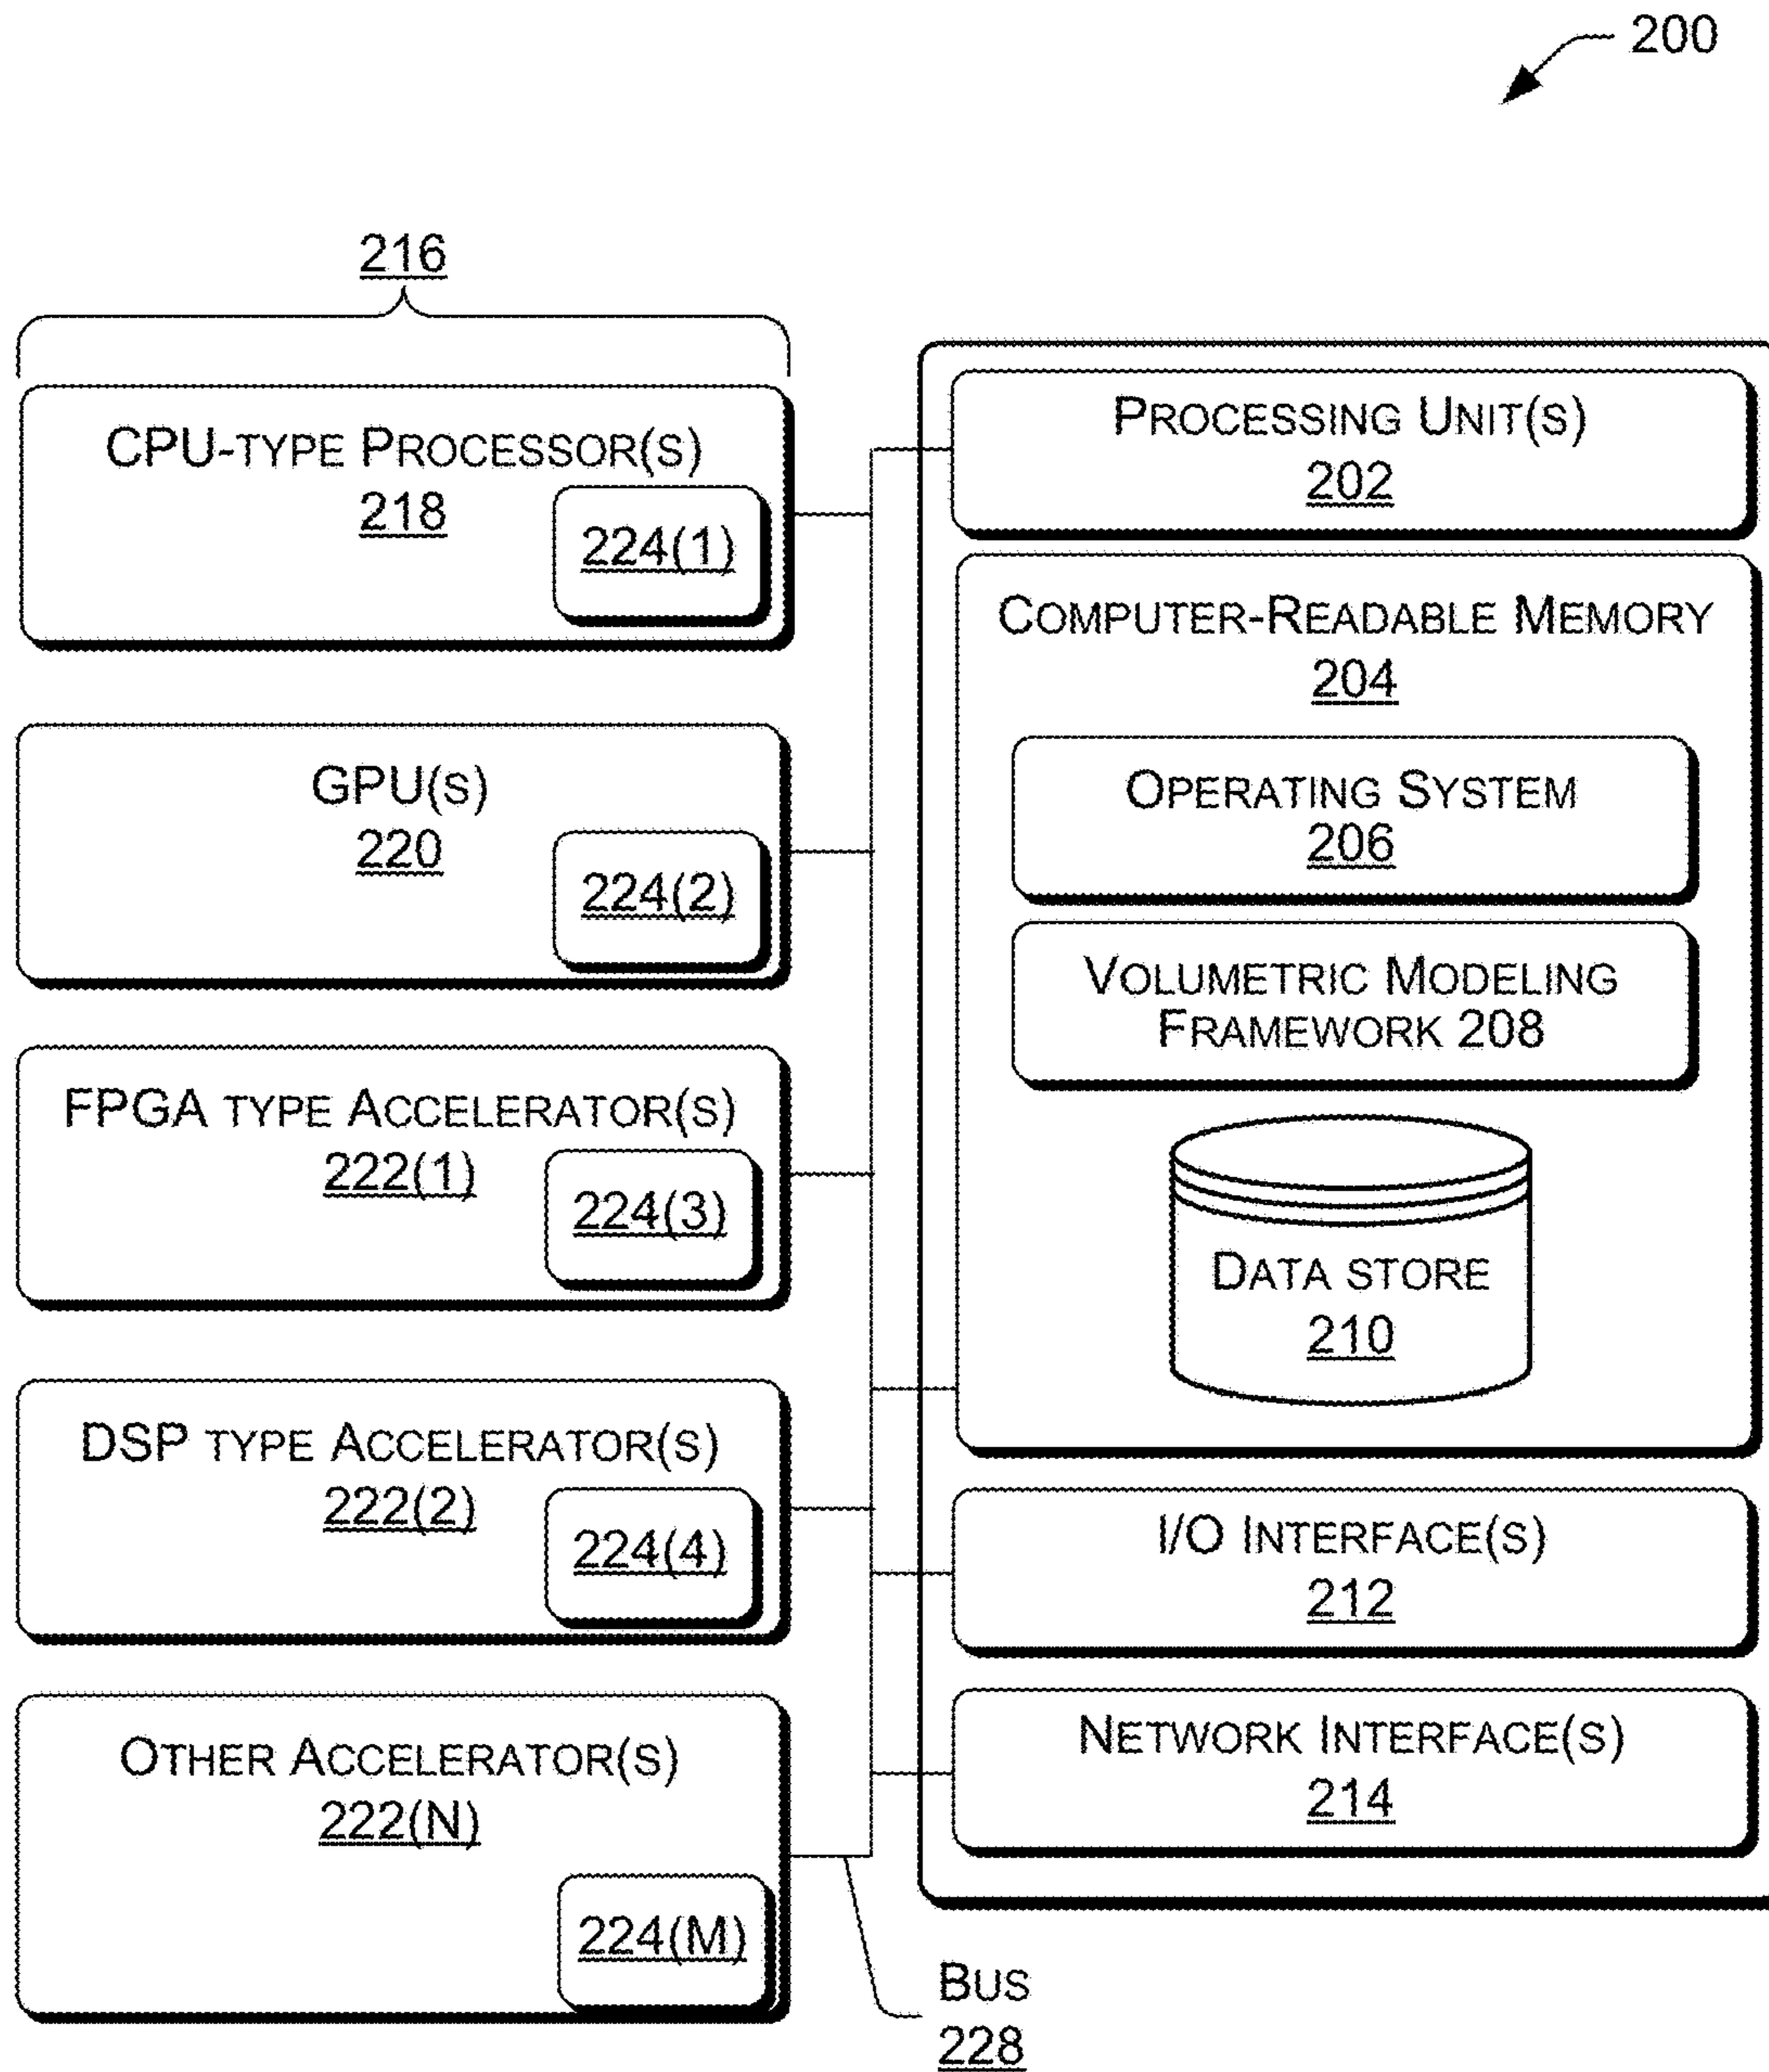 200
216
CPU-TYPE PROCESSOR(S)
218
224(1)
GPU(S)
220
224(2)
FPGA TYPE ACCELERATOR(S)
222(1)
224(3)
DSP TYPE ACCELERATOR(S)
222(2)
224(4)
OTHER ACCELERATOR(S)
222(N)
224(M)
PROCESSING UNIT(S)
202
COMPUTER-READABLE MEMORY
204
OPERATING SYSTEM
206
VOLUMETRIC MODELING
FRAMEWORK 208
DATA STORE
210
I/O INTERFACE(S)
212
NETWORK INTERFACE(S)
214
BUS
228